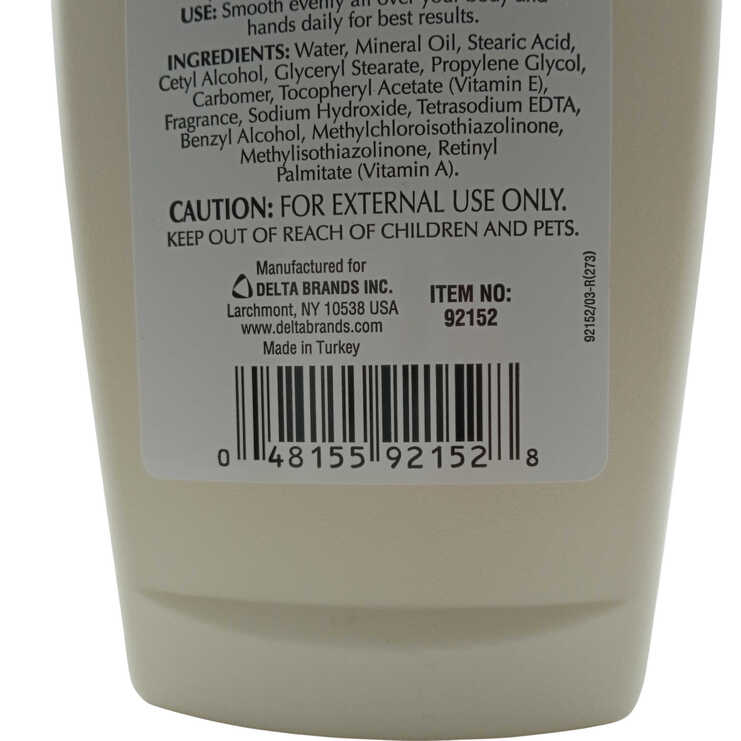 USE: Smooth evenly all over your body and
hands daily for best results.
INGREDIENTS: Water, Mineral Oil, Stearic Acid,
Cetyl Alcohol, Glyceryl Stearate, Propylene Glycol,
Carbomer, Tocopheryl Acetate (Vitamin E),
Fragrance, Sodium Hydroxide, Tetrasodium EDTA,
Benzyl Alcohol, Methylchloroisothiazolinone,
Methylisothiazolinone, Retinyl
Palmitate (Vitamin A).
CAUTION: FOR EXTERNAL USE ONLY.
KEEP OUT OF REACH OF CHILDREN AND PETS.
Manufactured for
DELTA BRANDS INC.
Larchmont, NY 10538 USA
www.deltabrands.com
Made in Turkey
ITEM NO:
92152
92152/03-R(273)
0 48155 92152 8